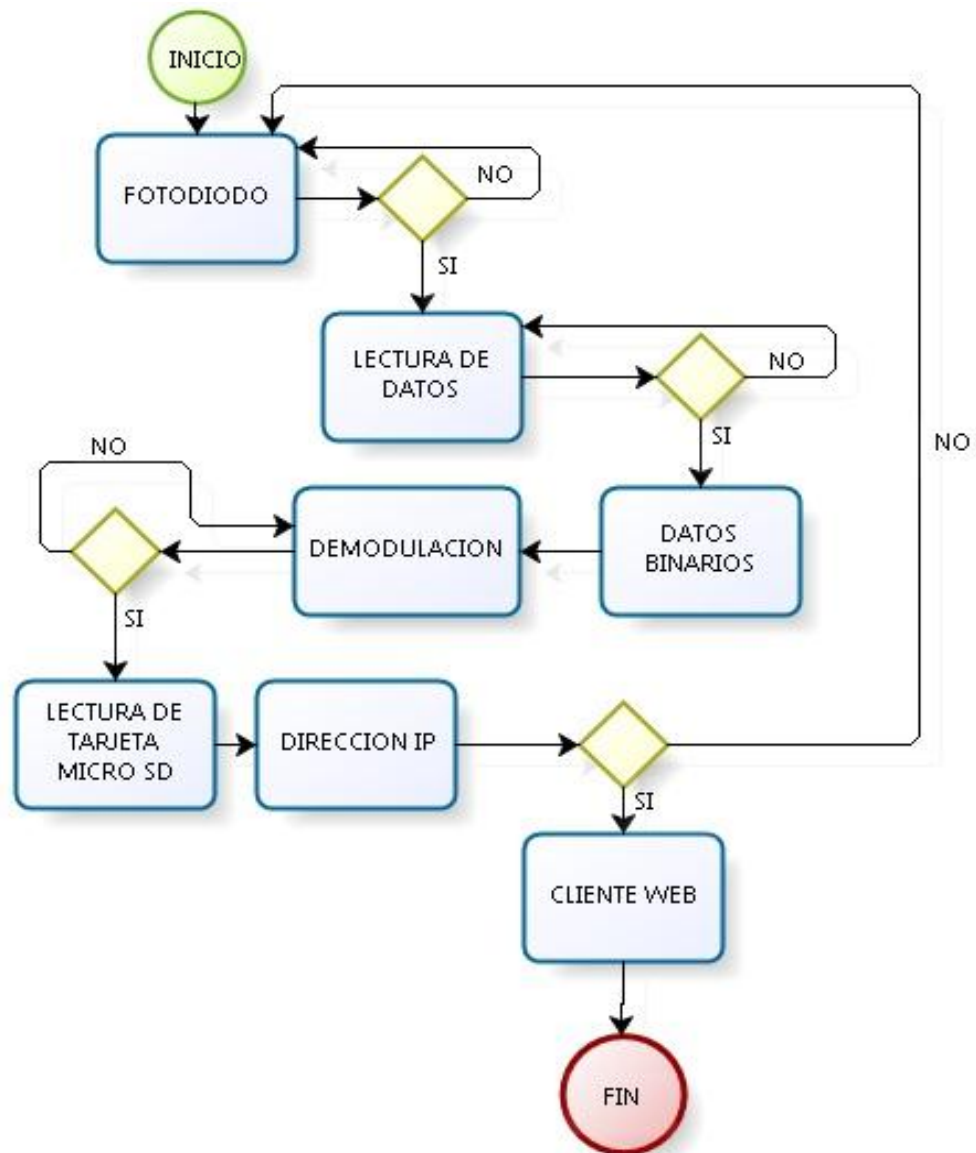 INICIO
FOTODIODO
NO
SI
LECTURA DE
DATOS
NO
SI
DATOS
BINARIOS
DEMODULACION
NO
SI
LECTURA DE
TARJETA
MICRO SD
DIRECCION IP
NO
SI
CLIENTE WEB
FIN